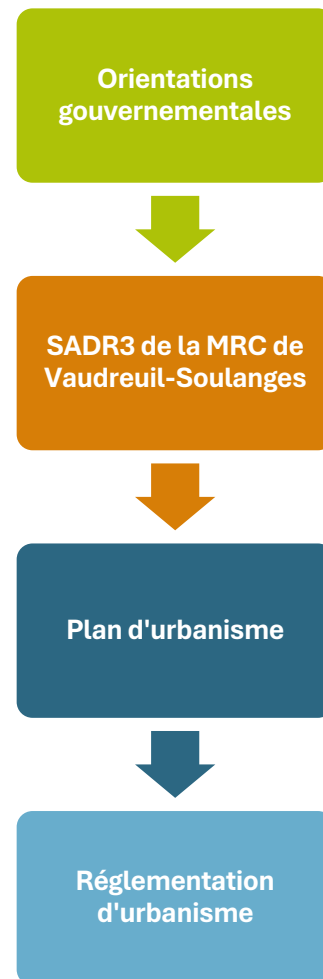 Orientations
gouvernementales
SADR3 de la MRC de
Vaudreuil-Soulanges
Plan d'urbanisme
Réglementation
d'urbanisme